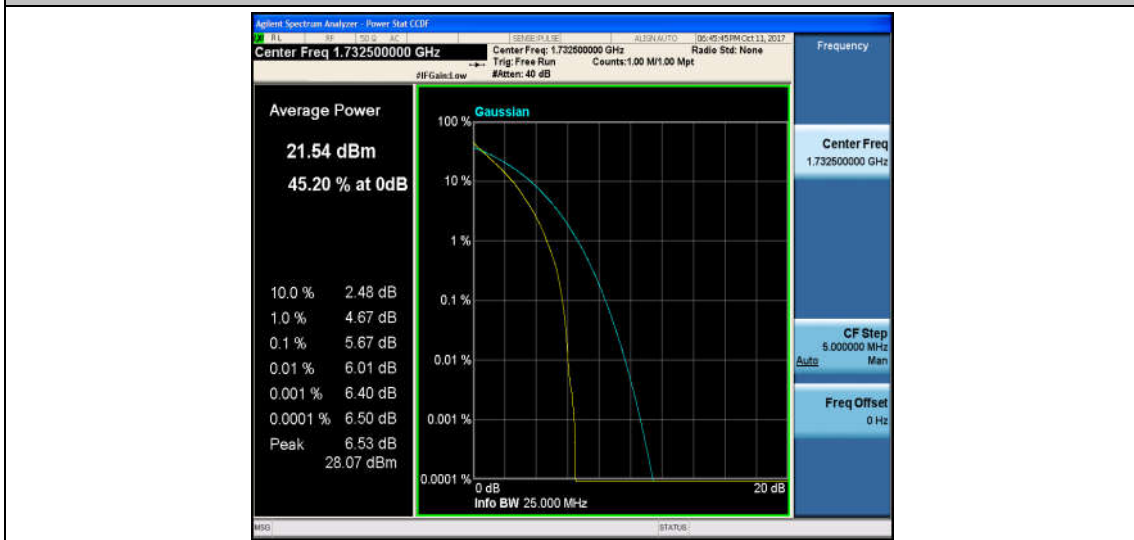 Agilent Spectrum Analyzer - Power Stat CCDF
RL RF 50 Ω AC SENSE:PULSE ALIGN AUTO 06:45:45 PM Oct 11, 2017
Center Freq 1.732500000 GHz
Center Freq: 1.732500000 GHz Radio Std: None
Trig: Free Run Counts:1.00 M/1.00 Mpt
#IFGain:Low #Atten: 40 dB
Frequency
Average Power
21.54 dBm
45.20 % at 0dB
10.0 % 2.48 dB
1.0 % 4.67 dB
0.1 % 5.67 dB
0.01 % 6.01 dB
0.001 % 6.40 dB
0.0001 % 6.50 dB
Peak 6.53 dB
28.07 dBm
Gaussian
100 %
10 %
1 %
0.1 %
0.01 %
0.001 %
0.0001 %
0 dB 20 dB
Info BW 25.000 MHz
Center Freq
1.732500000 GHz
CF Step
5.000000 MHz
Auto Man
Freq Offset
0 Hz
MSG STATUS